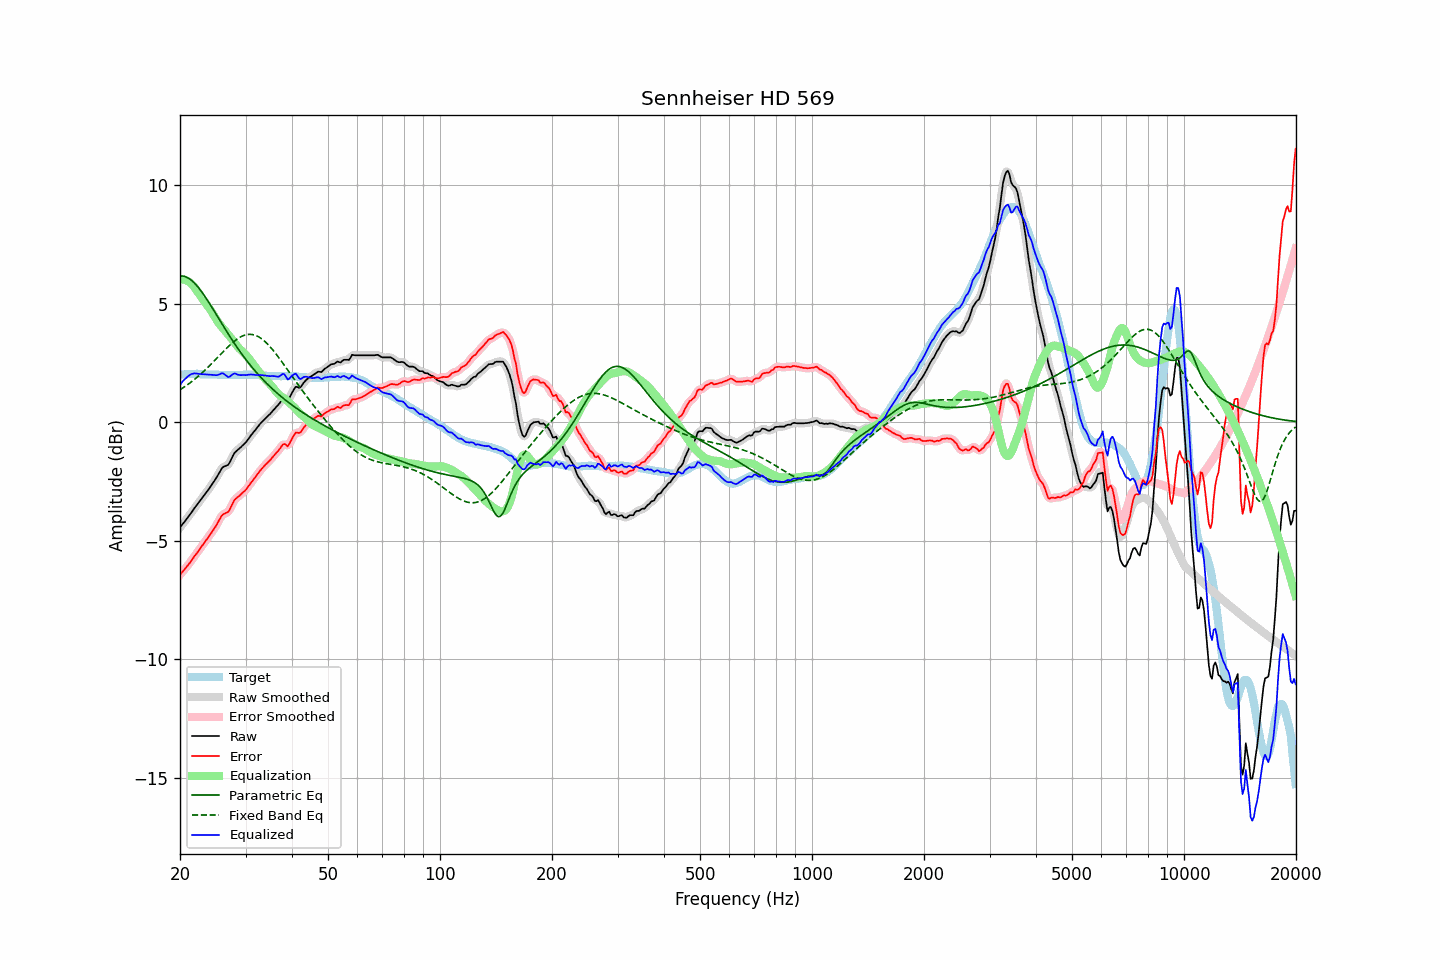 Sennheiser HD 569
Amplitude (dBr)
10
5
0
−5
−10
−15
Target
Raw Smoothed
Error Smoothed
Raw
Error
Equalization
Parametric Eq
Fixed Band Eq
Equalized
20 50 100 200 500 1000 2000 5000 10000 20000
Frequency (Hz)